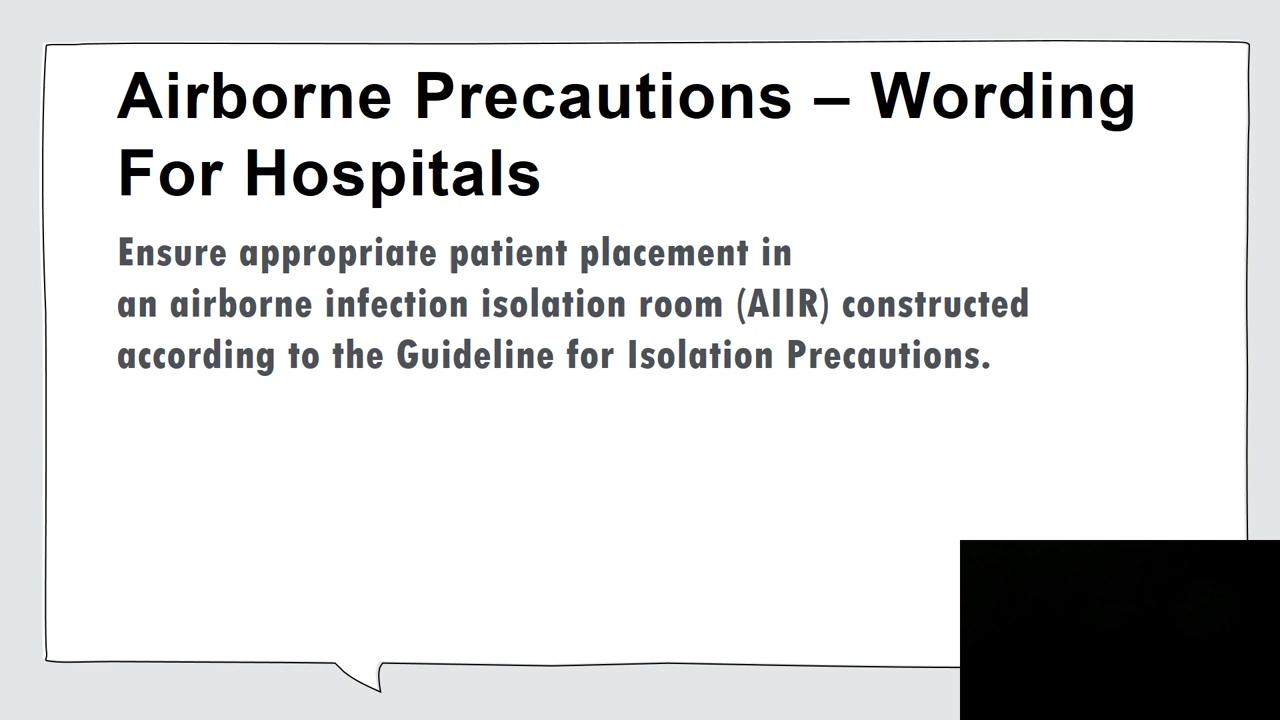 Airborne Precautions – Wording
For Hospitals
Ensure appropriate patient placement in
an airborne infection isolation room (AIIR) constructed
according to the Guideline for Isolation Precautions.